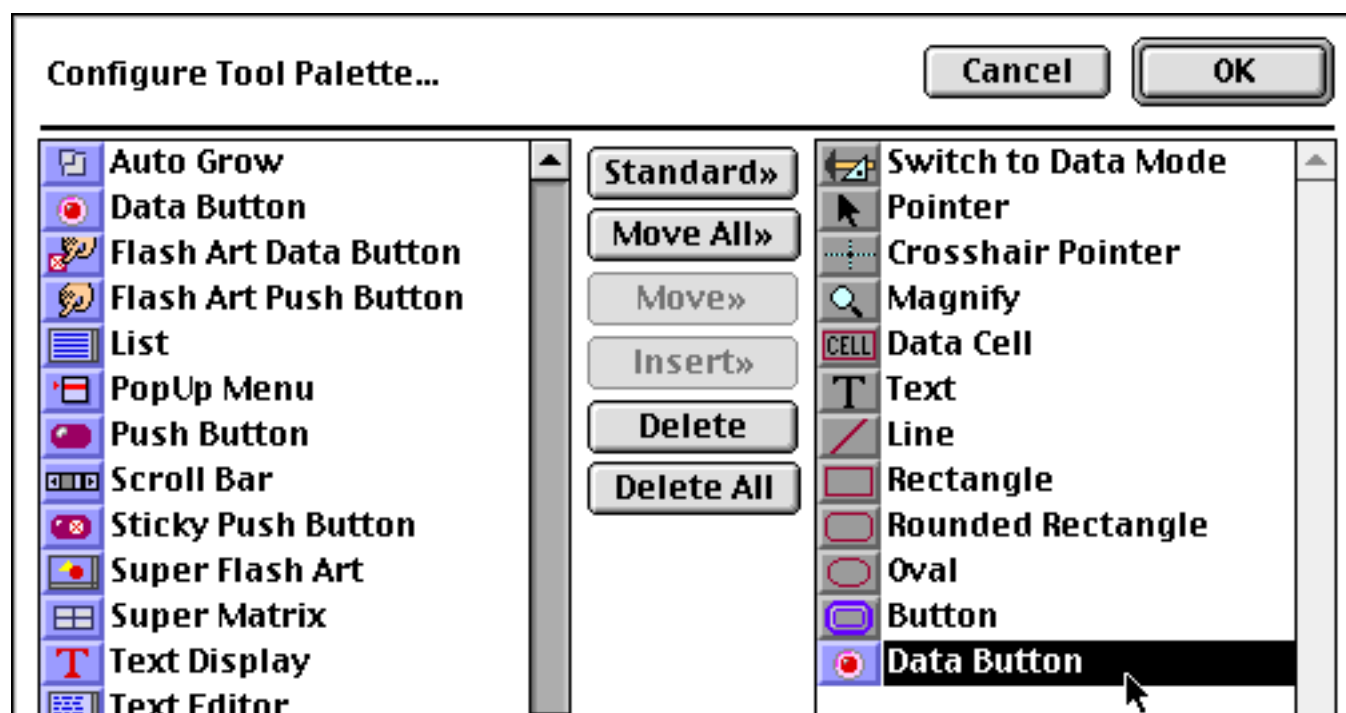 Configure Tool Palette...
Cancel
OK
Auto Grow
Data Button
Flash Art Data Button
Flash Art Push Button
List
PopUp Menu
Push Button
Scroll Bar
Sticky Push Button
Super Flash Art
Super Matrix
T Text Display
Text Editor
Standard»
Move All»
Move»
Insert»
Delete
Delete All
Switch to Data Mode
Pointer
Crosshair Pointer
Magnify
CELL Data Cell
T Text
Line
Rectangle
Rounded Rectangle
Oval
Button
Data Button